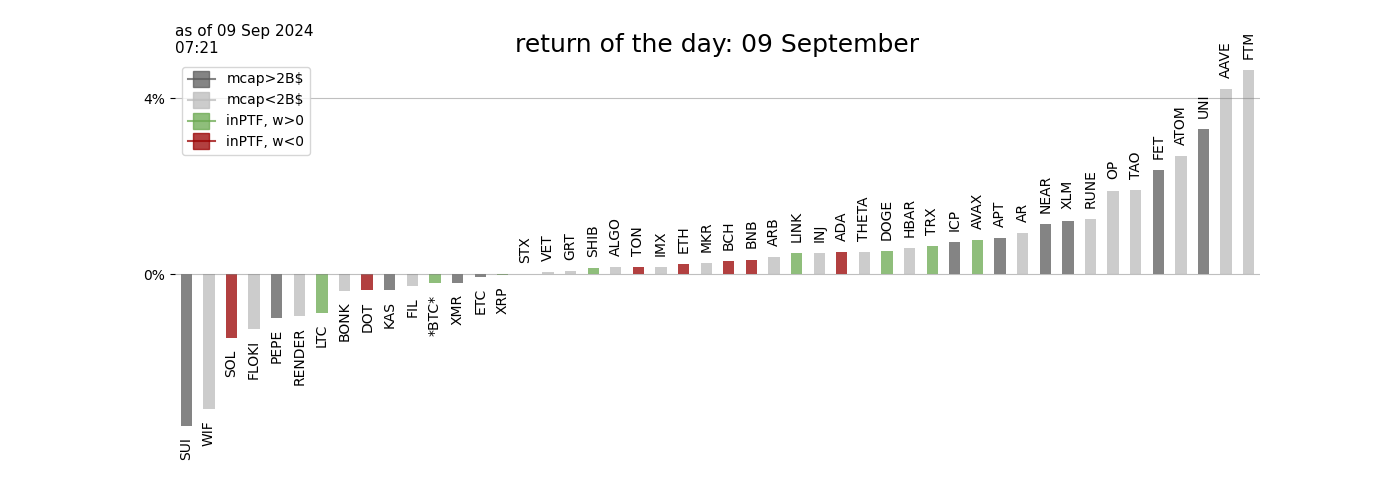 as of 09 Sep 2024
07:21
return of the day: 09 September
mcap>2B$
mcap<2B$
inPTF, w>0
inPTF, w<0
4%
0%
SUI
WIF
SOL
FLOKI
PEPE
RENDER
LTC
BONK
DOT
KAS
FIL
*BTC*
XMR
ETC
XRP
STX
VET
GRT
SHIB
ALGO
TON
IMX
ETH
MKR
BCH
BNB
ARB
LINK
INJ
ADA
THETA
DOGE
HBAR
TRX
ICP
AVAX
APT
AR
NEAR
XLM
RUNE
OP
TAO
FET
ATOM
UNI
AAVE
FTM